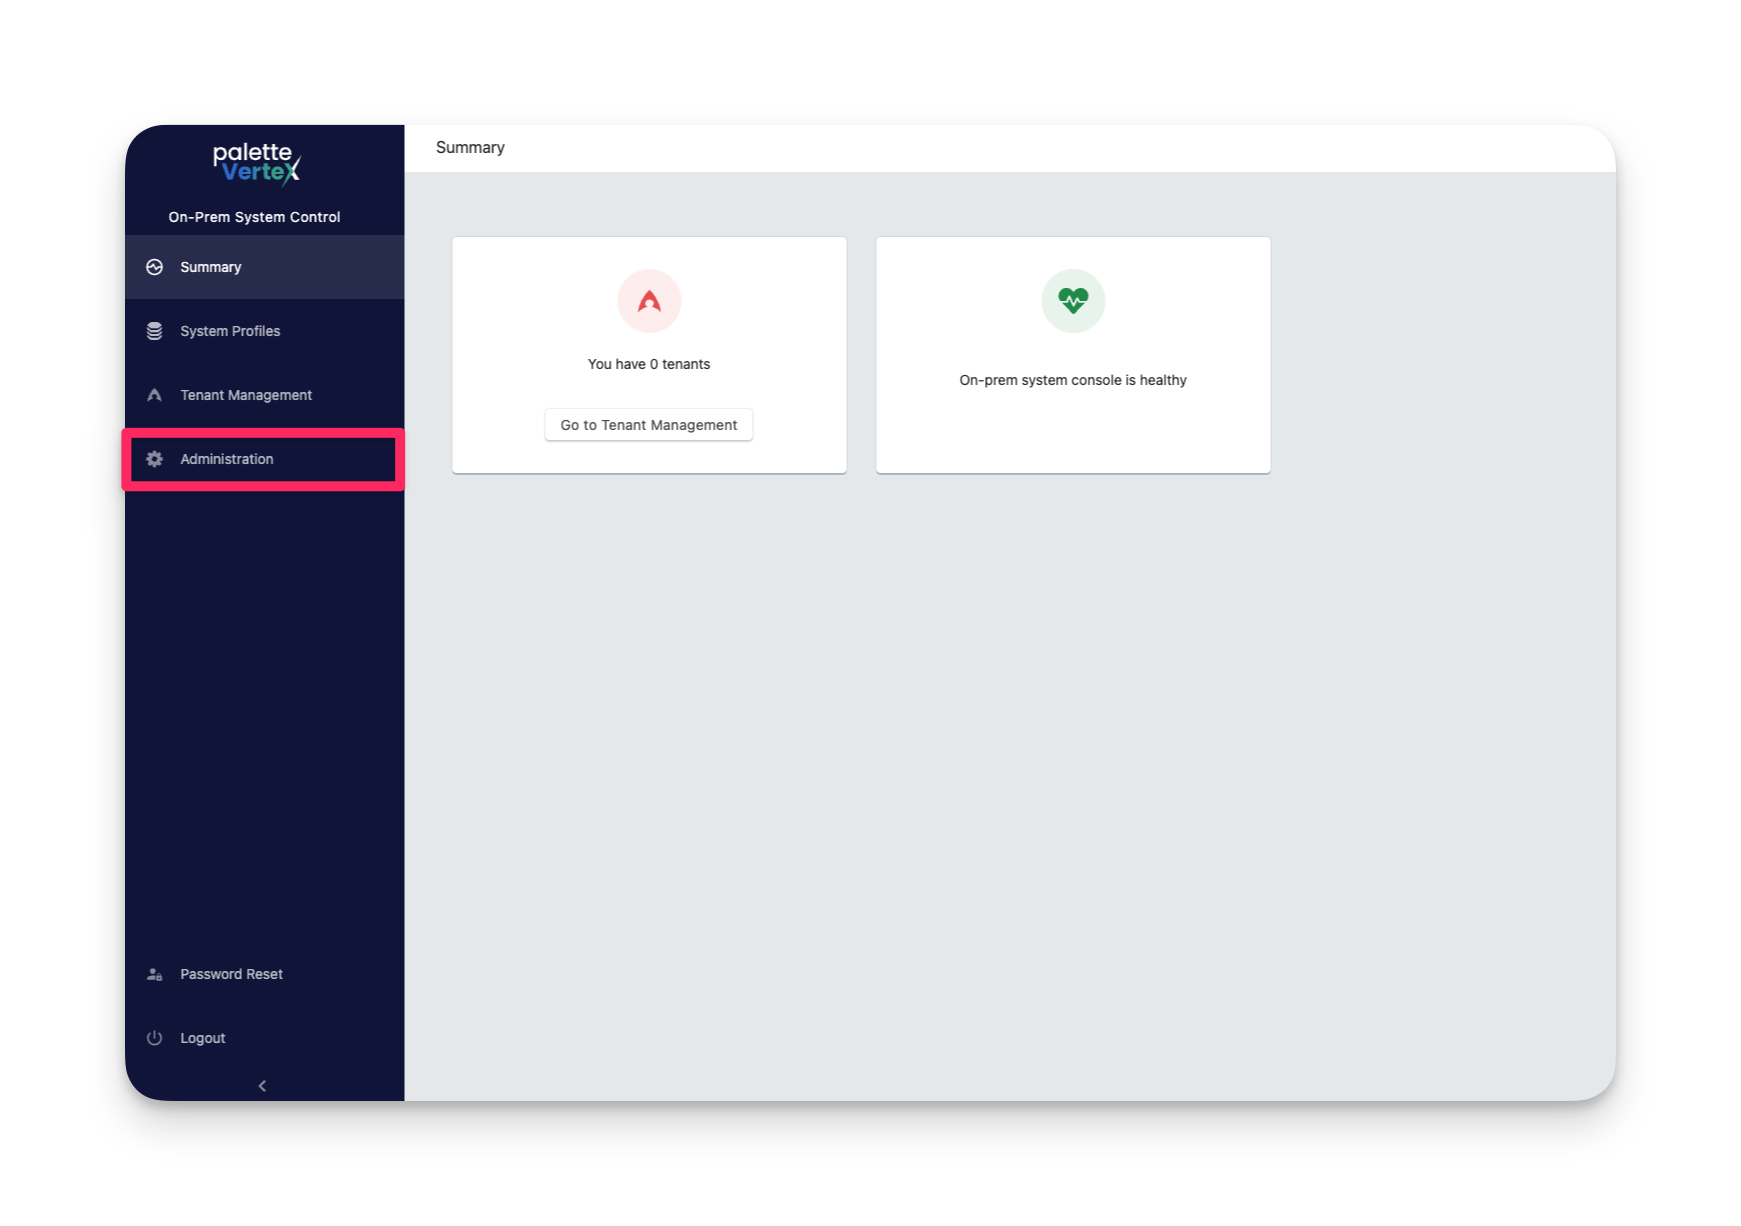 palette
VerteX
On-Prem System Control
Summary
System Profiles
Tenant Management
Administration
Password Reset
Logout
Summary
You have 0 tenants
Go to Tenant Management
On-prem system console is healthy